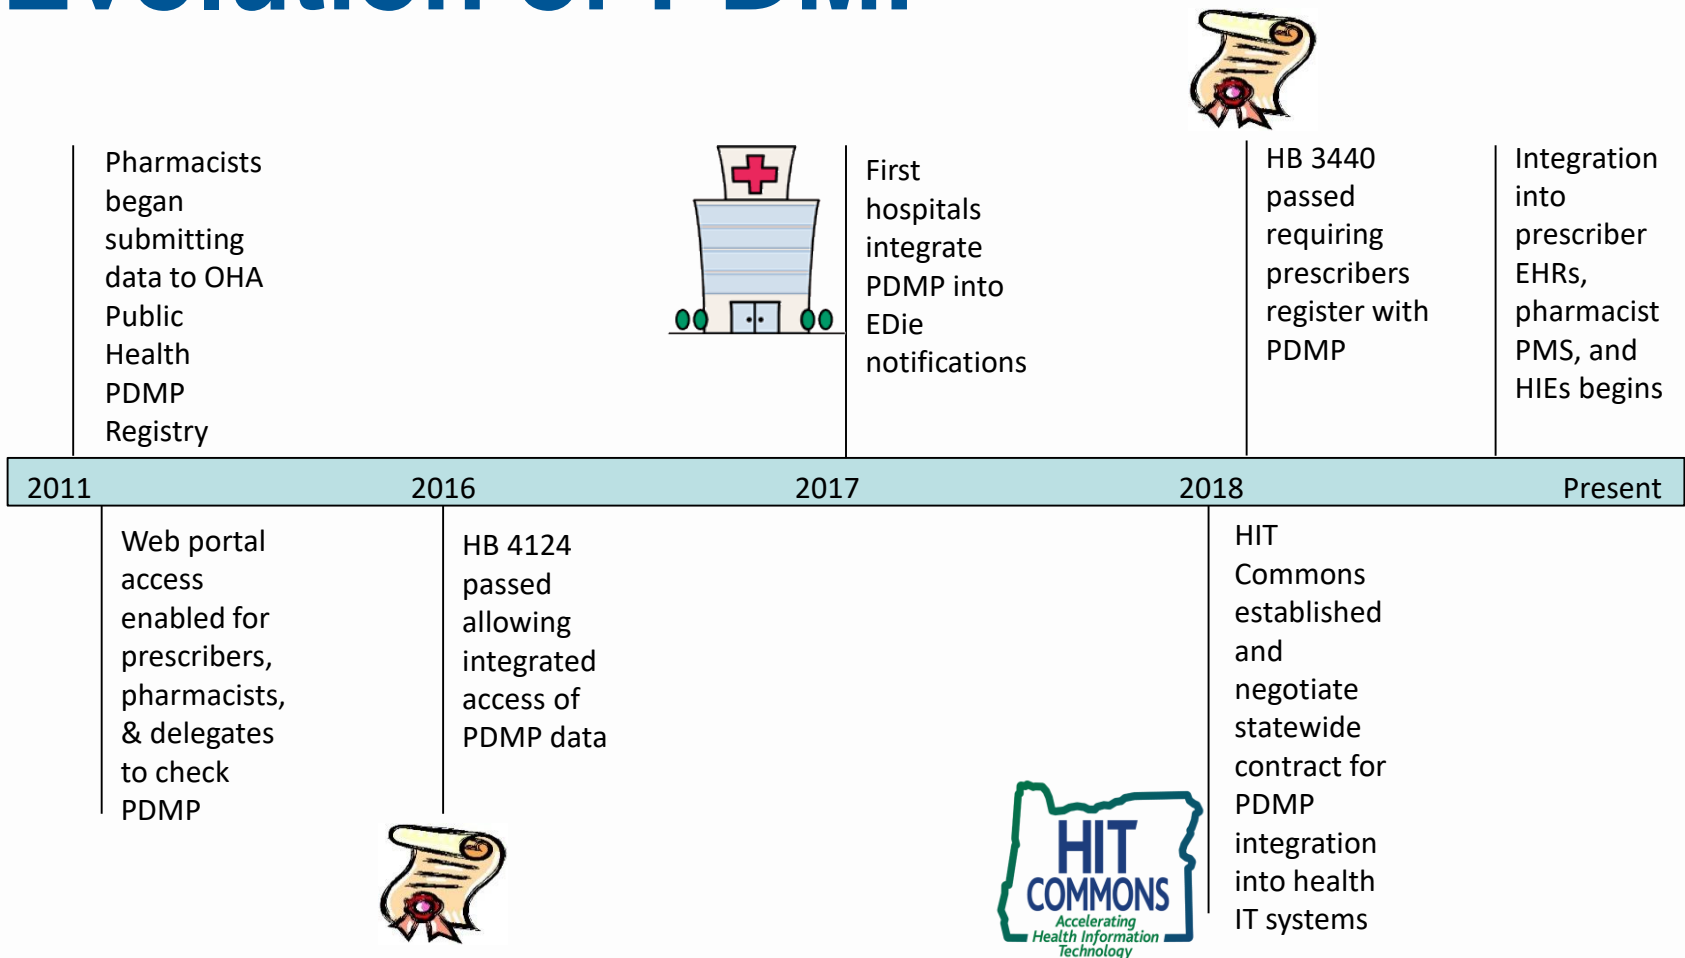 Evolution of PDMP
Pharmacists
began
submitting
data to OHA
Public
Health
PDMP
Registry
First
hospitals
integrate
PDMP into
EDie
notifications
HB 3440
passed
requiring
prescribers
register with
PDMP
Integration
into
prescriber
EHRs,
pharmacist
PMS, and
HIEs begins
2011
2016
2017
2018
Present
Web portal
access
enabled for
prescribers,
pharmacists,
& delegates
to check
PDMP
HB 4124
passed
allowing
integrated
access of
PDMP data
HIT
Commons
established
and
negotiate
statewide
contract for
PDMP
integration
into health
IT systems
HIT
COMMONS
Accelerating
Health Information
Technology